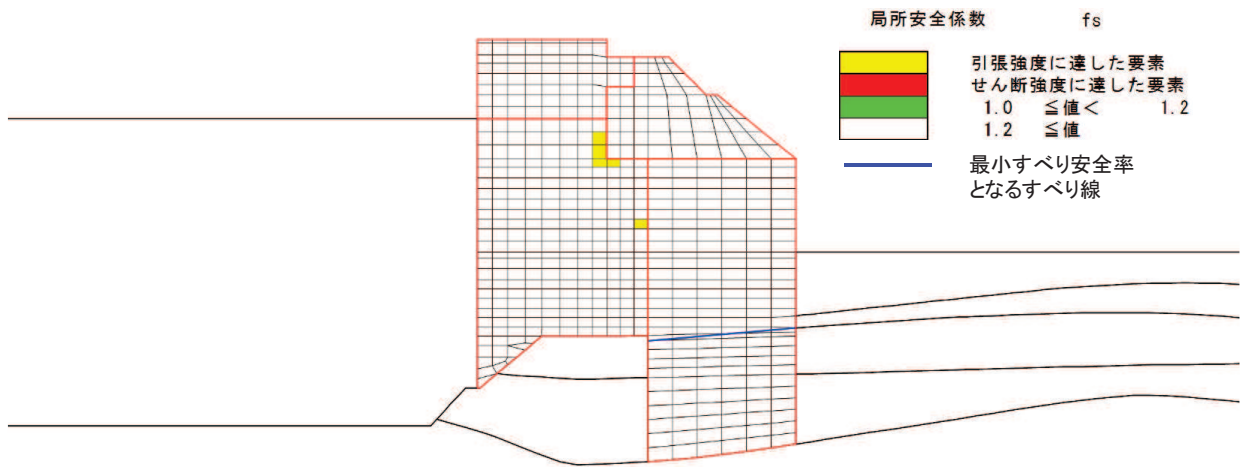 局所安全係数 fs
引張強度に達した要素
せん断強度に達した要素
1.0 ≦値< 1.2
1.2 ≦値
最小すべり安全率
となるすべり線